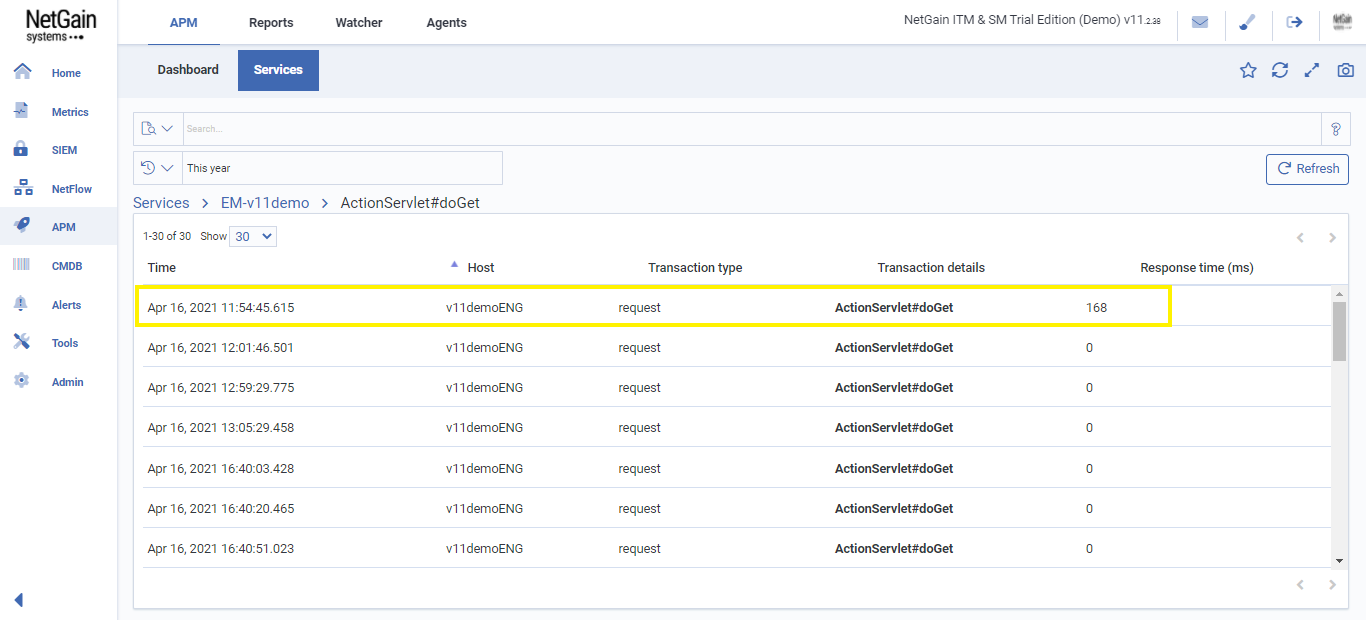 NetGain
systems
APM Reports Watcher Agents
NetGain ITM & SM Trial Edition (Demo) v11.2.38
Home
Metrics
SIEM
NetFlow
APM
CMDB
Alerts
Tools
Admin
Dashboard Services
Search...
This year
Refresh
Services > EM-v11demo > ActionServlet#doGet
1-30 of 30 Show 30
Time Host Transaction type Transaction details Response time (ms)
Apr 16, 2021 11:54:45.615 v11demoENG request ActionServlet#doGet 168
Apr 16, 2021 12:01:46.501 v11demoENG request ActionServlet#doGet 0
Apr 16, 2021 12:59:29.775 v11demoENG request ActionServlet#doGet 0
Apr 16, 2021 13:05:29.458 v11demoENG request ActionServlet#doGet 0
Apr 16, 2021 16:40:03.428 v11demoENG request ActionServlet#doGet 0
Apr 16, 2021 16:40:20.465 v11demoENG request ActionServlet#doGet 0
Apr 16, 2021 16:40:51.023 v11demoENG request ActionServlet#doGet 0